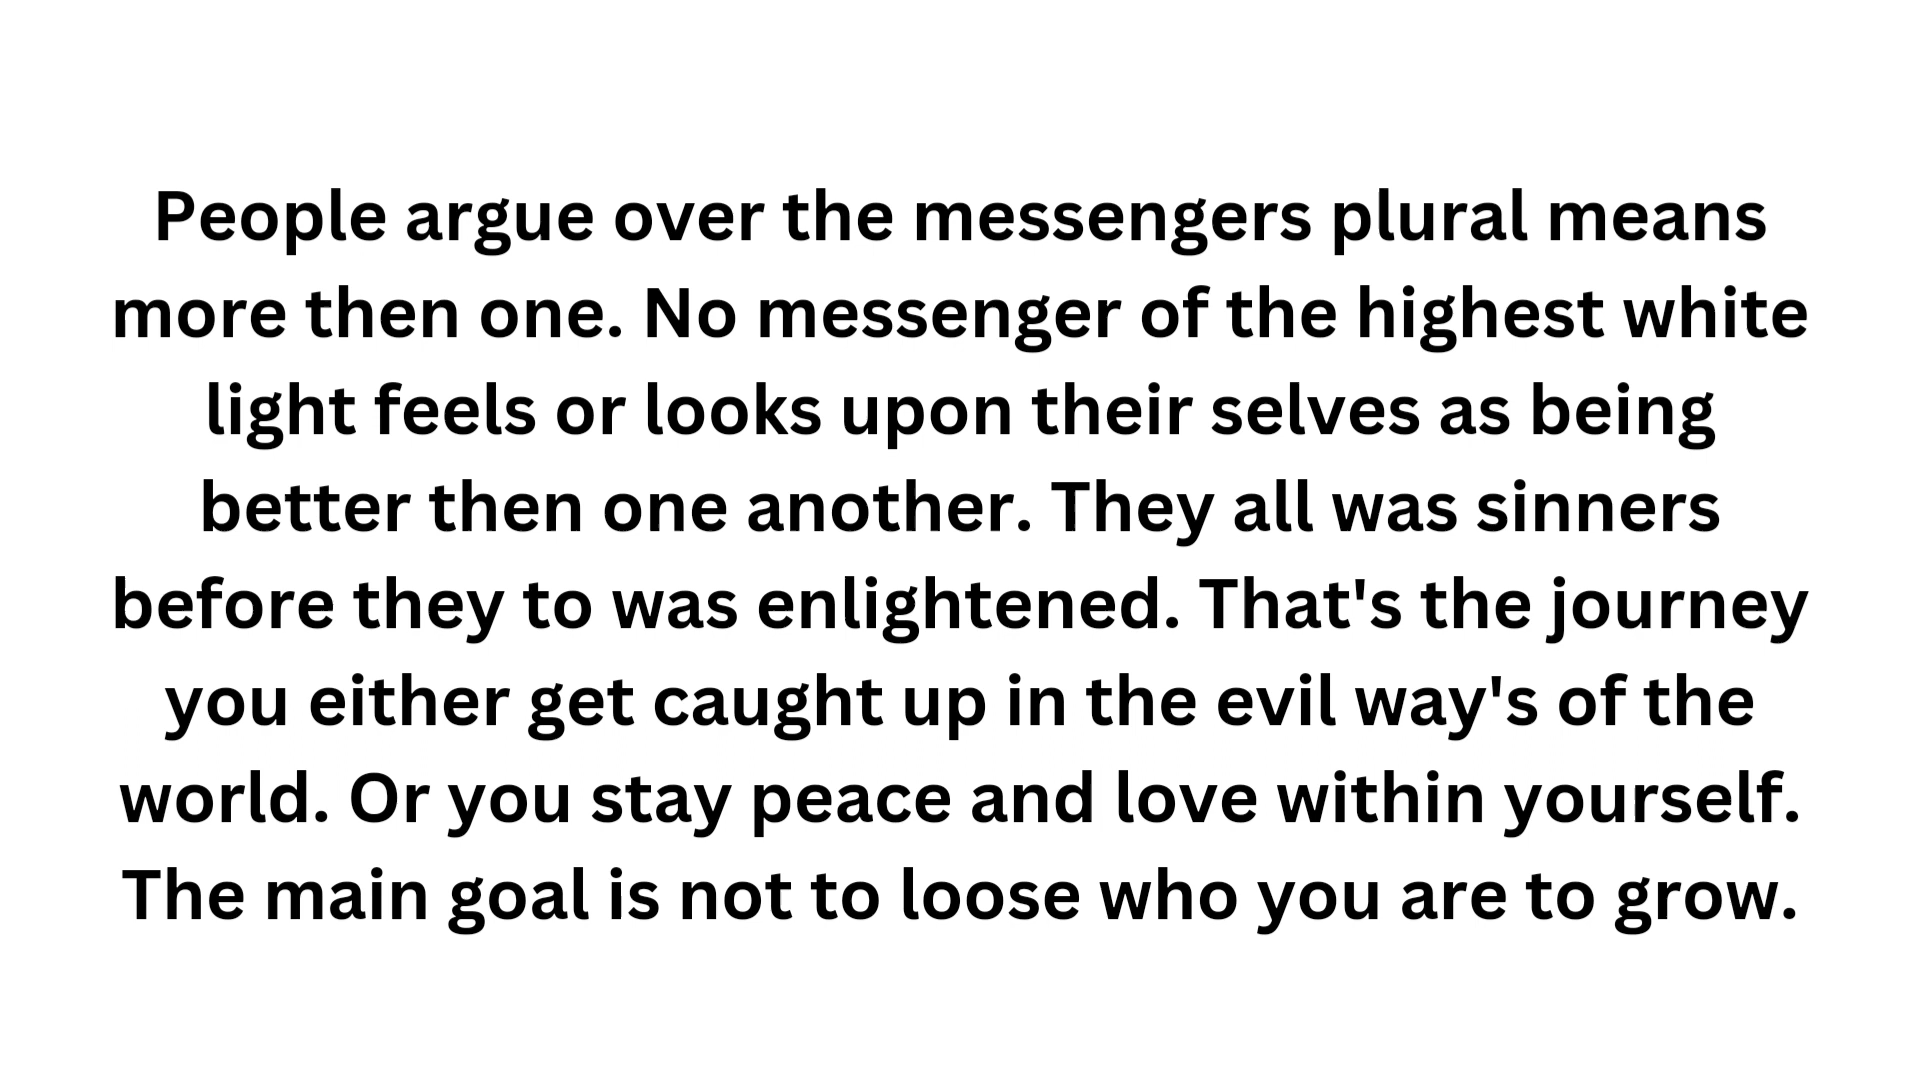 People argue over the messengers plural means
more then one. No messenger of the highest white
light feels or looks upon their selves as being
better then one another. They all was sinners
before they to was enlightened. That's the journey
you either get caught up in the evil way's of the
world. Or you stay peace and love within yourself.
The main goal is not to loose who you are to grow.